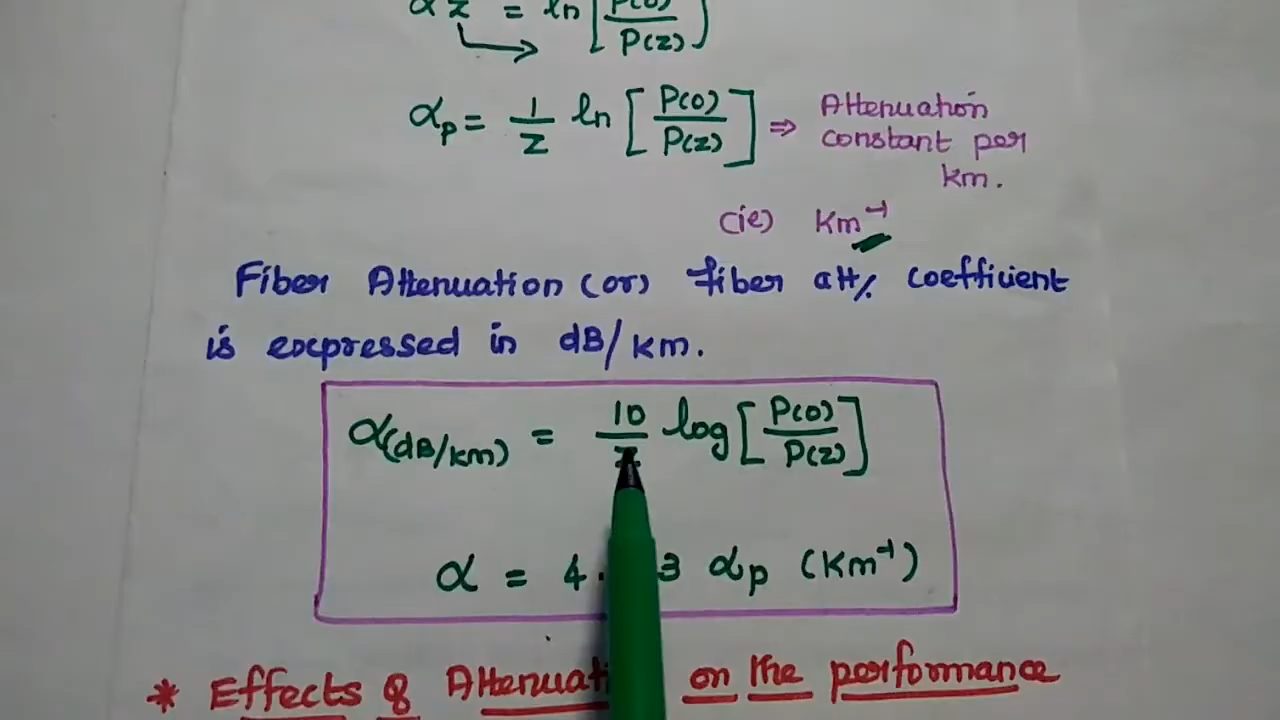 αz = ln [P(0)/P(z)]
αp = 1/z ln [P(0)/P(z)] ⇒ Attenuation constant per km.
(ie) Km⁻¹
Fiber Attenuation (or) fiber att% coefficient
is expressed in dB/km.
α(dB/km) = 10/z log [P(0)/P(z)]
α = 4. 3 αp (Km⁻¹)
* Effects of on the performance